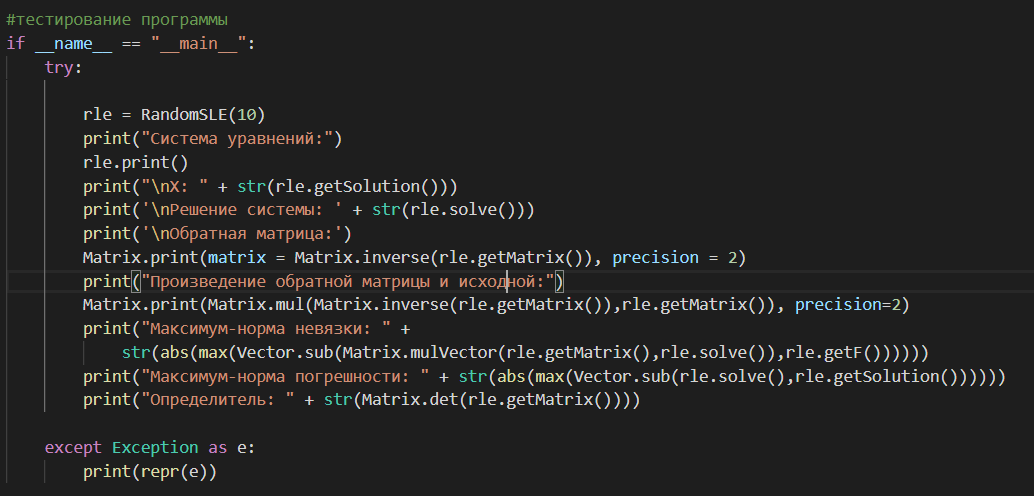 #тестирование программы
if __name__ == "__main__":
    try:

        rle = RandomSLE(10)
        print("Система уравнений:")
        rle.print()
        print("\nX: " + str(rle.getSolution()))
        print('\nРешение системы: ' + str(rle.solve()))
        print('\nОбратная матрица:')
        Matrix.print(matrix = Matrix.inverse(rle.getMatrix()), precision = 2)
        print("Произведение обратной матрицы и исходной:")
        Matrix.print(Matrix.mul(Matrix.inverse(rle.getMatrix()),rle.getMatrix()), precision=2)
        print("Максимум-норма невязки: " +
            str(abs(max(Vector.sub(Matrix.mulVector(rle.getMatrix(),rle.solve()),rle.getF())))))
        print("Максимум-норма погрешности: " + str(abs(max(Vector.sub(rle.solve(),rle.getSolution())))))
        print("Определитель: " + str(Matrix.det(rle.getMatrix())))

    except Exception as e:
        print(repr(e))